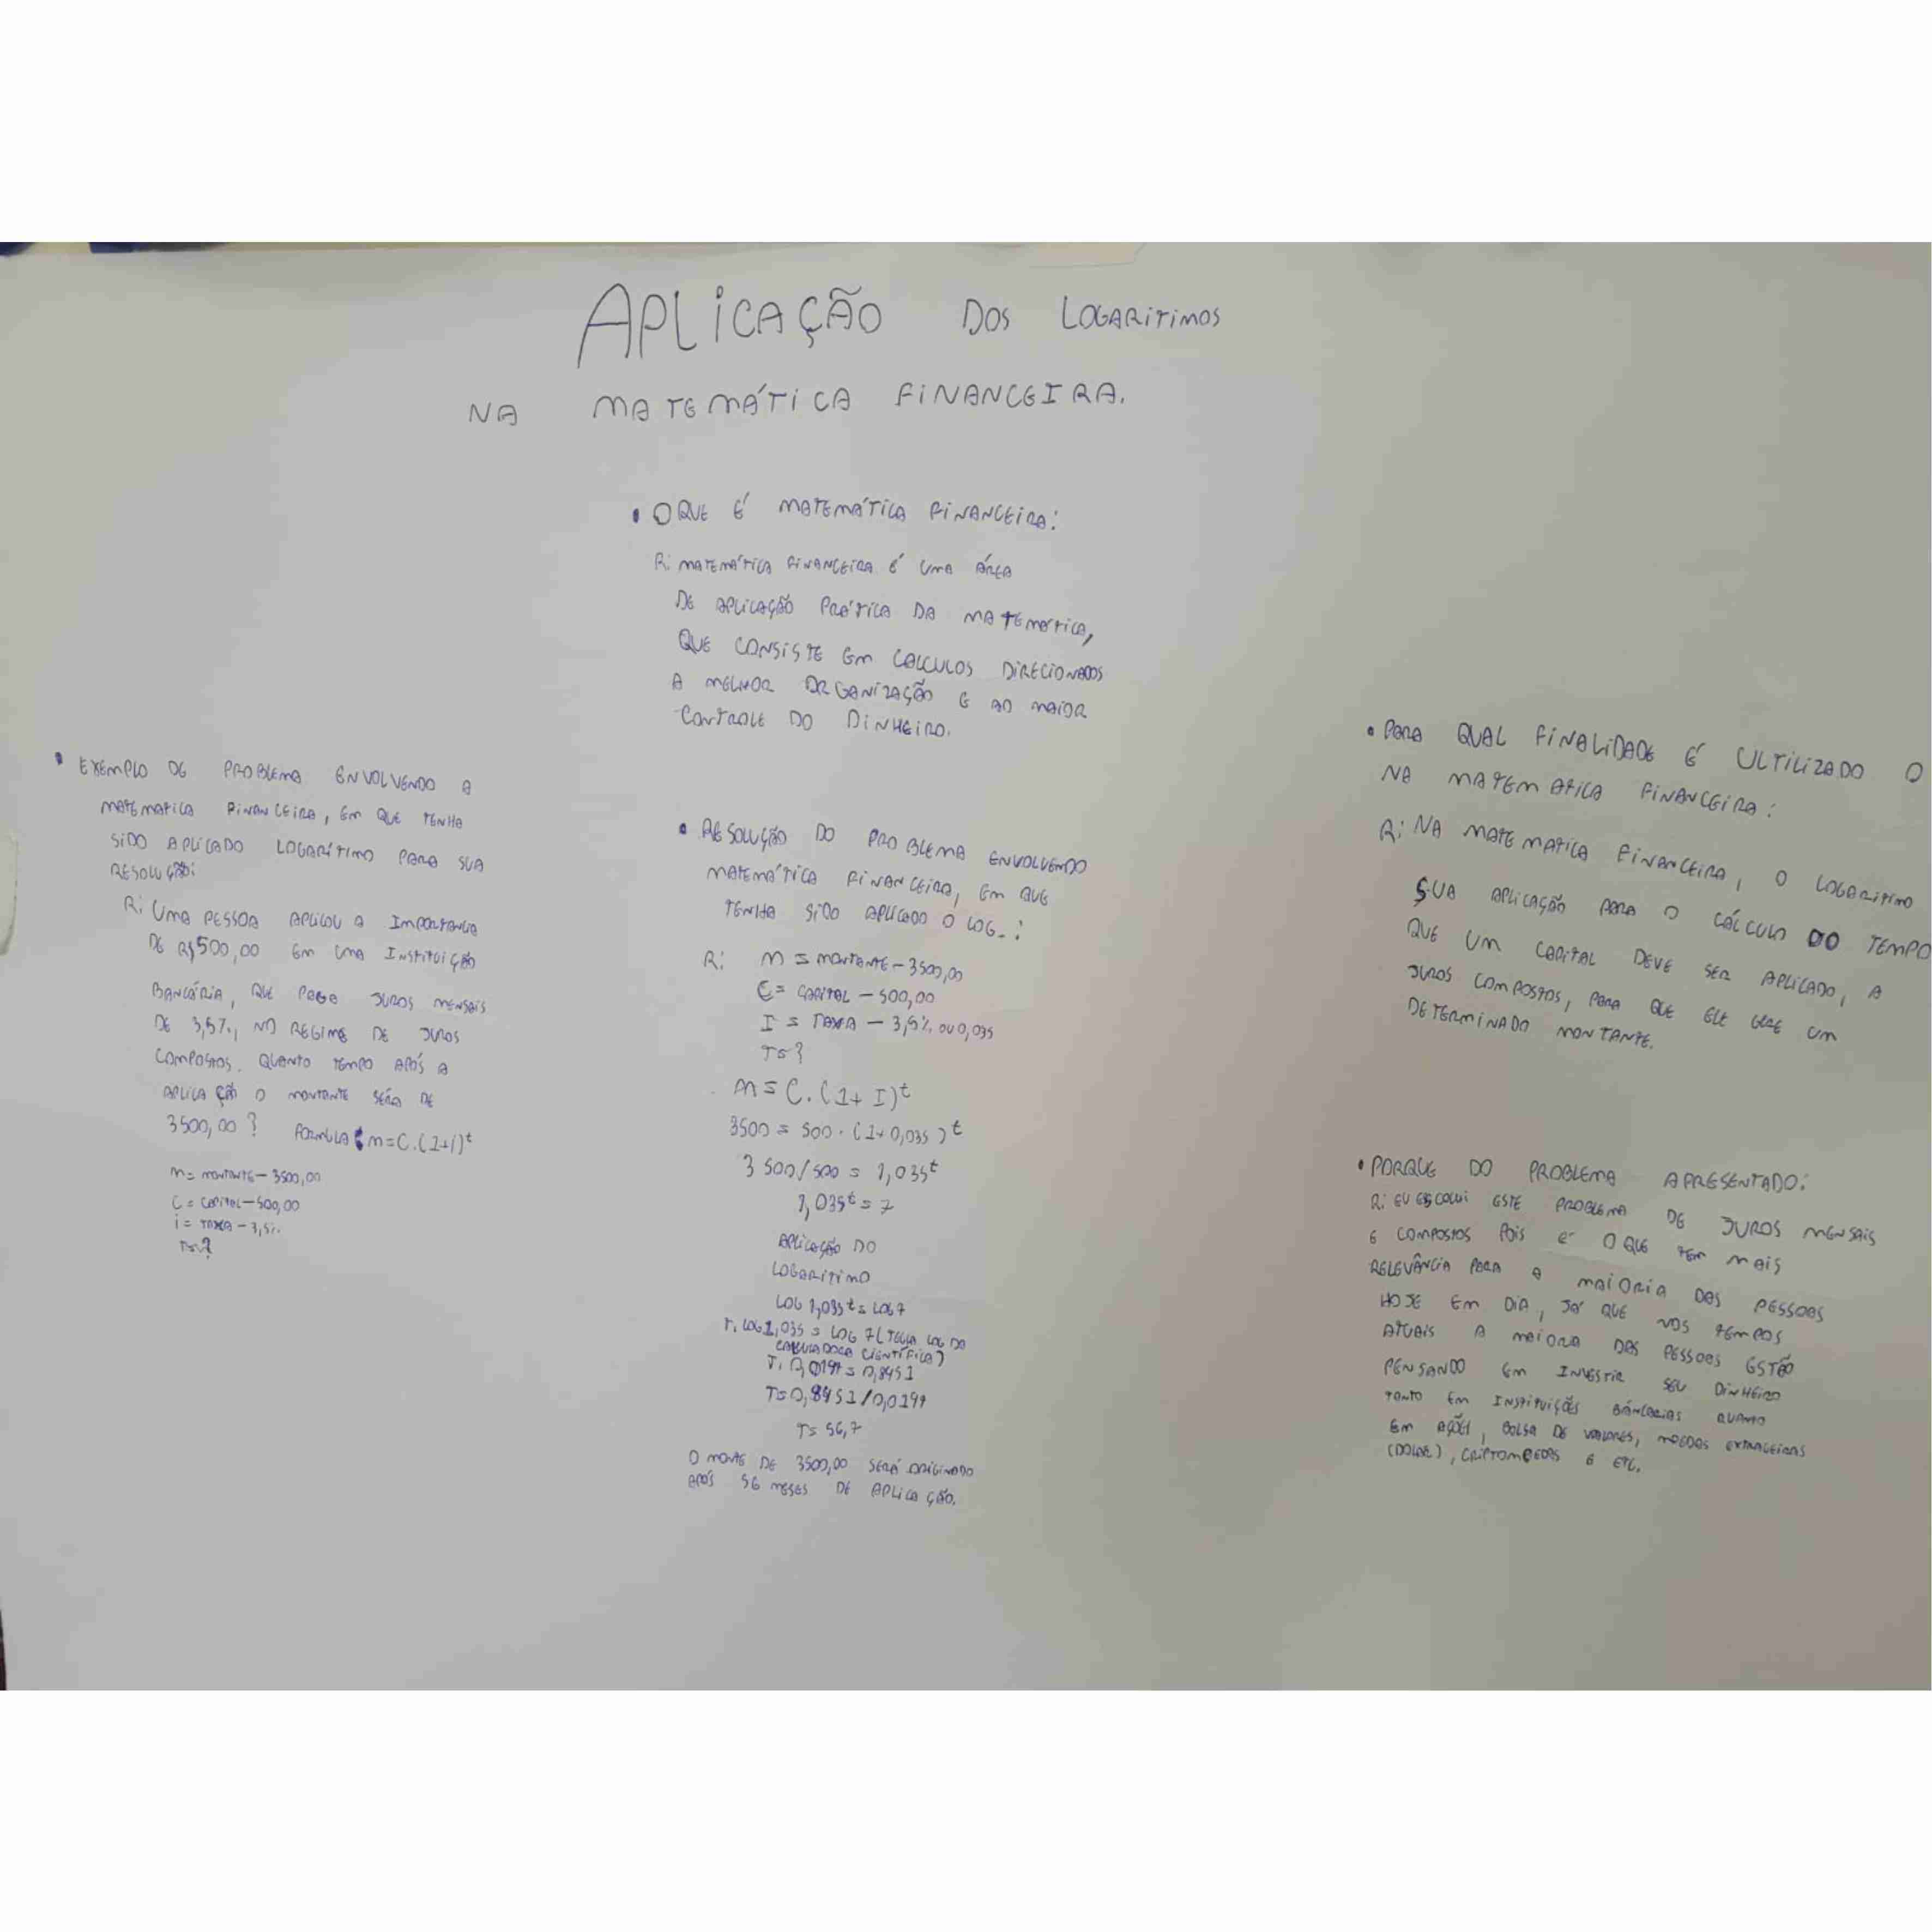 APLICAÇÃO DOS LOGARITIMOS
NA MATEMÁTICA FINANCEIRA.
• O QUE É MATEMÁTICA FINANCEIRA:
R: MATEMÁTICA FINANCEIRA É UMA ÁREA
DE APLICAÇÃO PRÁTICA DA MATEMÁTICA,
QUE CONSISTE EM CALCULOS DIRECIONADOS
A MELHOR ORGANIZAÇÃO E AO MAIOR
CONTROLE DO DINHEIRO.
• EXEMPLO DE PROBLEMA ENVOLVENDO A
MATEMATICA FINANCEIRA, EM QUE TENHA
SIDO APLICADO LOGARÍTIMO PARA SUA
RESOLUÇÃO:
R: UMA PESSOA APLICOU A IMPORTANCIA
DE R$500,00 EM UMA INSTITUIÇÃO
BANCÁRIA, QUE PAGA JUROS MENSAIS
DE 3,5%, NO REGIME DE JUROS
COMPOSTOS. QUANTO TEMPO APÓS A
APLICAÇÃO O MONTANTE SERÁ DE
3500,00? FORMULA: M=C.(1+i)^t
M= MONTANTE-3500,00
C= CAPITAL-500,00
i= TAXA-3,5%
T=?
• RESOLUÇÃO DO PROBLEMA ENVOLVENDO
MATEMÁTICA FINANCEIRA, EM QUE
TENHA SIDO APLICADO O LOG.:
R: M = MONTANTE-3500,00
C= CAPITAL-500,00
I = TAXA-3,5% OU 0,035
T=?
M = C.(1+I)^t
3500 = 500.(1+0,035)^t
3500/500 = 1,035^t
1,035^t = 7
APLICAÇÃO DO
LOGARITIMO
LOG 1,035^t = LOG 7
T. LOG 1,035 = LOG 7 (TECLA LOG DA
CALCULADORA CIENTÍFICA)
T. 0,0149 = 0,8451
T=0,8451/0,0149
T= 56,7
O MONTE DE 3500,00 SERÁ ORIGINADO
APÓS 56 MESES DE APLICAÇÃO.
• PARA QUAL FINALIDADE É ULTILIZADO O
NA MATEMATICA FINANCEIRA:
R: NA MATEMATICA FINANCEIRA, O LOGARITIMO
SUA APLICAÇÃO PARA O CÁLCULO DO TEMPO
QUE UM CAPITAL DEVE SER APLICADO, A
JUROS COMPOSTOS, PARA QUE ELE GERE UM
DETERMINADO MONTANTE.
• PORQUE DO PROBLEMA APRESENTADO:
R: EU ESCOLHI ESTE PROBLEMA DE JUROS MENSAIS
E COMPOSTOS POIS É O QUE TEM MAIS
RELEVÂNCIA PARA A MAIORIA DAS PESSOAS
HOJE EM DIA, JÁ QUE NOS TEMPOS
ATUAIS A MAIORIA DAS PESSOAS ESTÃO
PENSANDO EM INVESTIR SEU DINHEIRO
TANTO EM INSTITUIÇÕES BÁNCARIAS QUANTO
EM AÇÕES, BOLSA DE VALORES, MOEDAS EXTRAGEIRAS
(DOLAR), CRIPTOMOEDAS E ETC.